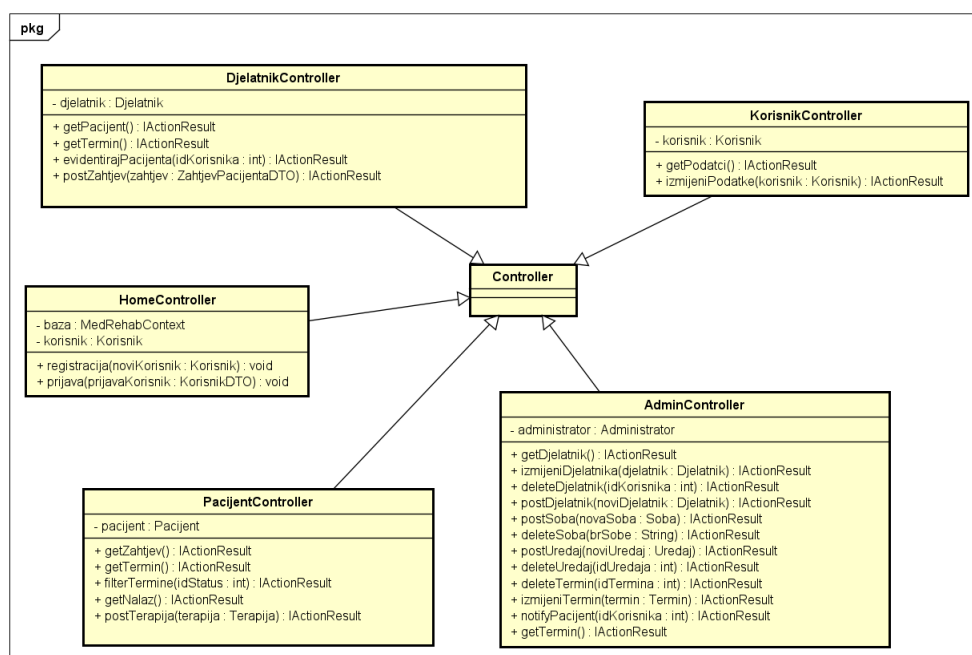 pkg
DjelatnikController
- djelatnik : Djelatnik
+ getPacijent() : IActionResult
+ getTermin() : IActionResult
+ evidentirajPacijenta(idKorisnika : int) : IActionResult
+ postZahtjev(zahtjev : ZahtjevPacijentaDTO) : IActionResult
KorisnikController
- korisnik : Korisnik
+ getPodatci() : IActionResult
+ izmijeniPodatke(korisnik : Korisnik) : IActionResult
Controller
HomeController
- baza : MedRehabContext
- korisnik : Korisnik
+ registracija(noviKorisnik : Korisnik) : void
+ prijava(prijavaKorisnik : KorisnikDTO) : void
AdminController
- administrator : Administrator
+ getDjelatnik() : IActionResult
+ izmijeniDjelatnika(djelatnik : Djelatnik) : IActionResult
+ deleteDjelatnik(idKorisnika : int) : IActionResult
+ postDjelatnik(noviDjelatnik : Djelatnik) : IActionResult
+ postSoba(novaSoba : Soba) : IActionResult
+ deleteSoba(brSobe : String) : IActionResult
+ postUredaj(noviUredaj : Uredaj) : IActionResult
+ deleteUredaj(idUredaja : int) : IActionResult
+ deleteTermin(idTermina : int) : IActionResult
+ izmijeniTermin(termin : Termin) : IActionResult
+ notifyPacijent(idKorisnika : int) : IActionResult
+ getTermin() : IActionResult
PacijentController
- pacijent : Pacijent
+ getZahtjev() : IActionResult
+ getTermin() : IActionResult
+ filterTermine(idStatus : int) : IActionResult
+ getNalaz() : IActionResult
+ postTerapija(terapija : Terapija) : IActionResult